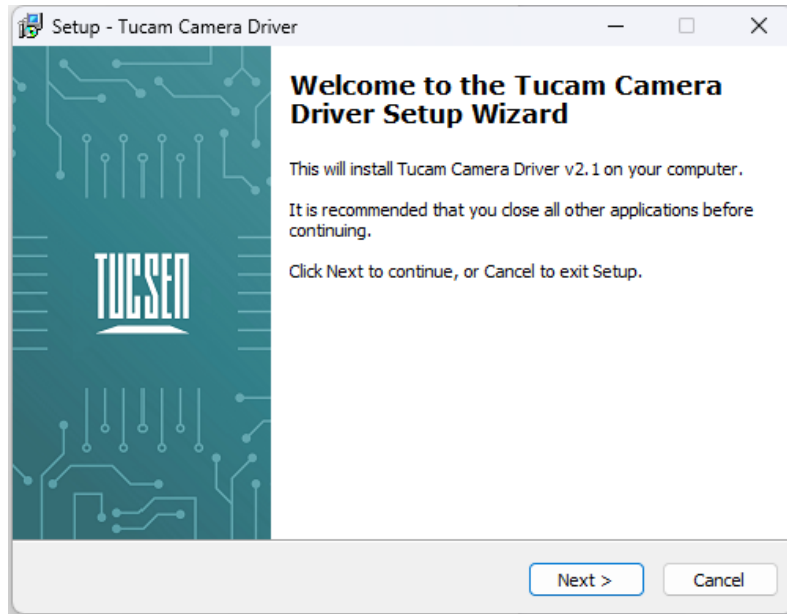 Setup - Tucam Camera Driver
Welcome to the Tucam Camera
Driver Setup Wizard
This will install Tucam Camera Driver v2.1 on your computer.
It is recommended that you close all other applications before
continuing.
Click Next to continue, or Cancel to exit Setup.
TUCSEN
Next >
Cancel